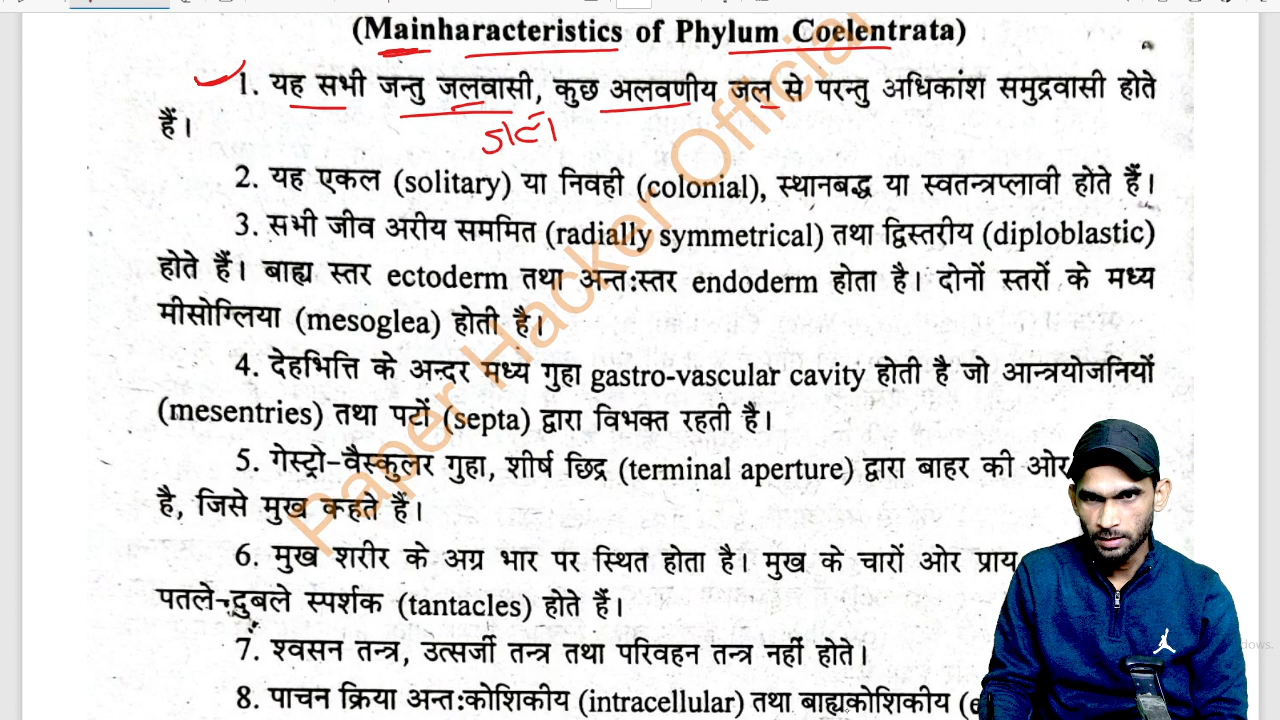 (Mainharacteristics of Phylum Coelentrata)
1. यह सभी जन्तु जलवासी, कुछ अलवणीय जल से परन्तु अधिकांश समुद्रवासी होते
हैं।
2. यह एकल (solitary) या निवही (colonial), स्थानबद्ध या स्वतन्त्रप्लावी होते हैं।
3. सभी जीव अरीय सममित (radially symmetrical) तथा द्विस्तरीय (diploblastic)
होते हैं। बाह्य स्तर ectoderm तथा अन्तःस्तर endoderm होता है। दोनों स्तरों के मध्य
मीसोग्लिया (mesoglea) होती है।
4. देहभित्ति के अन्दर मध्य गुहा gastro-vascular cavity होती है जो आन्त्रयोजनियों
(mesentries) तथा पटों (septa) द्वारा विभक्त रहती है।
5. गेस्ट्रो-वैस्कुलर गुहा, शीर्ष छिद्र (terminal aperture) द्वारा बाहर की ओर
है, जिसे मुख कहते हैं।
6. मुख शरीर के अग्र भार पर स्थित होता है। मुख के चारों ओर प्राय
पतले-दुबले स्पर्शक (tantacles) होते हैं।
7. श्वसन तन्त्र, उत्सर्जी तन्त्र तथा परिवहन तन्त्र नहीं होते।
8. पाचन क्रिया अन्तःकोशिकीय (intracellular) तथा बाह्यकोशिकीय (e
Paper Hacker Official
dows.